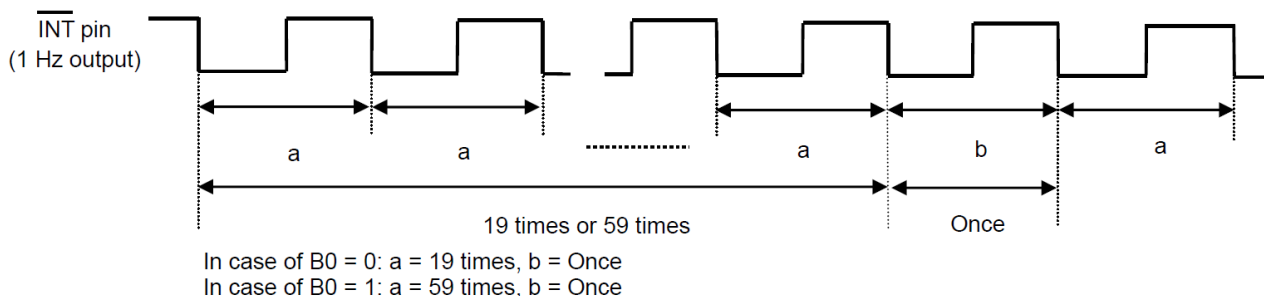 INT pin
(1 Hz output)
a
a
a
b
a
19 times or 59 times
Once
In case of B0 = 0: a = 19 times, b = Once
In case of B0 = 1: a = 59 times, b = Once